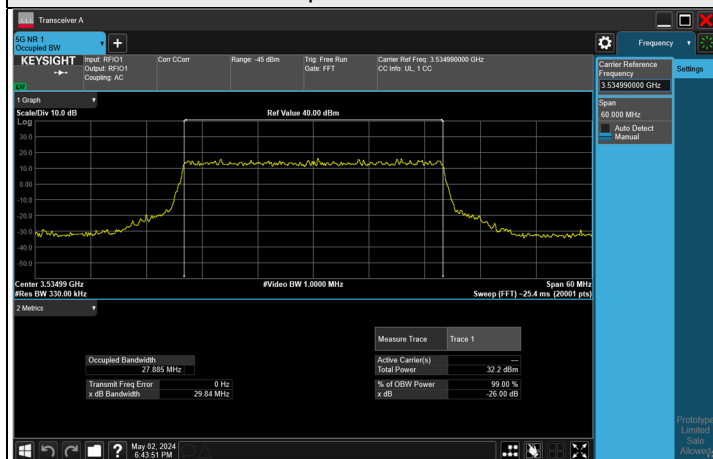 Transceiver A
5G NR 1
Occupied BW
Frequency
KEYSIGHT
Input: RFIO1
Output: RFIO1
Coupling: AC
Corr CCorr
Range: -45 dBm
Trig: Free Run
Gate: FFT
Carrier Ref Freq: 3.534990000 GHz
CC Info: UL, 1 CC
LXI
Carrier Reference
Frequency
3.534990000 GHz
Settings
Span
60.000 MHz
Auto Detect
Manual
1 Graph
Scale/Div 10.0 dB
Ref Value 40.00 dBm
Log
30.0
20.0
10.0
0.00
-10.0
-20.0
-30.0
-40.0
-50.0
Center 3.53499 GHz
#Video BW 1.0000 MHz
Span 60 MHz
#Res BW 330.00 kHz
Sweep (FFT) ~25.4 ms (20001 pts)
2 Metrics
Measure Trace
Trace 1
Occupied Bandwidth
27.885 MHz
Active Carrier(s)
---
Total Power
32.2 dBm
Transmit Freq Error
0 Hz
x dB Bandwidth
29.84 MHz
% of OBW Power
99.00 %
x dB
-26.00 dB
May 02, 2024
6:43:51 PM
Prototype
Limited
Sale
Allowed